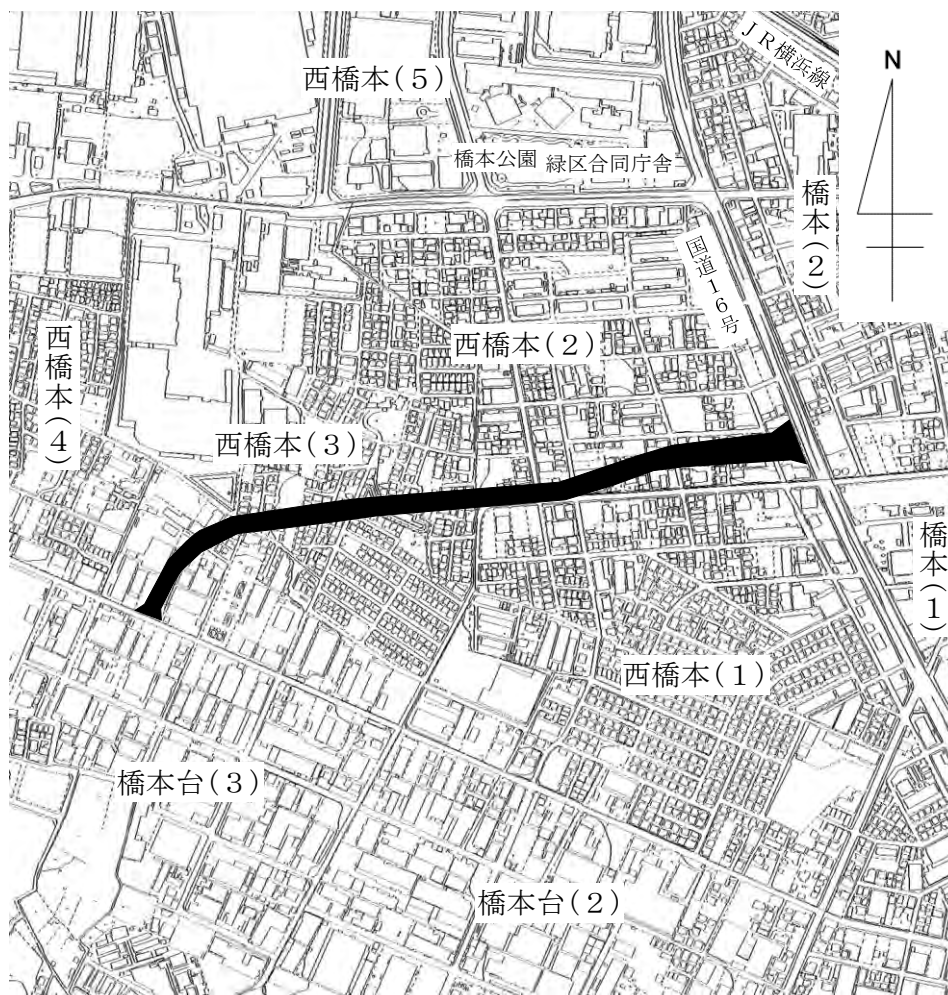 JR横浜線
N
西橋本(5)
橋本公園
緑区合同庁舎
橋本(2)
国道16号
西橋本(2)
西橋本(4)
西橋本(3)
橋本(1)
西橋本(1)
橋本台(3)
橋本台(2)